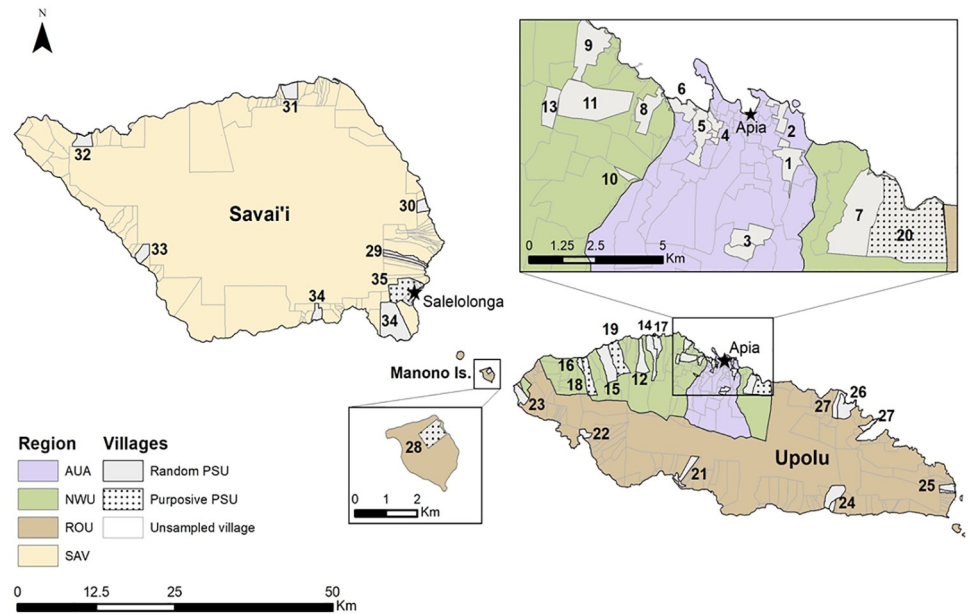 N
31
32
Savai'i
30
33
29
35
34
Salelolonga
34
Manono Is.
28
0 1 2
Km
Region Villages
AUA Random PSU
NWU Purposive PSU
ROU Unsampled village
SAV
0 12.5 25 50
Km
9
6
13
11
8
5
4
Apia
2
1
10
7
3
20
0 1.25 2.5 5
Km
19
14 17
Apia
16
18
15
12
23
22
26
27
27
Upolu
21
24
25